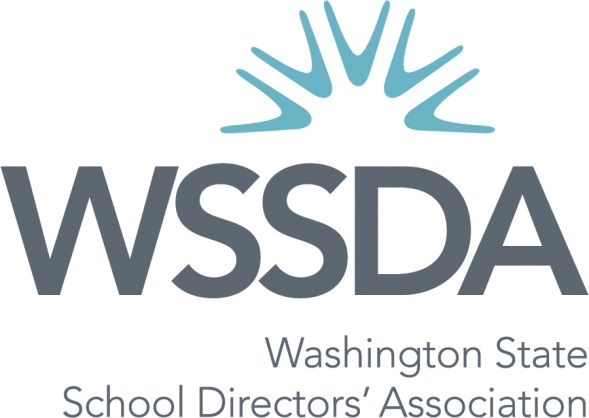 WSSDA
Washington State
School Directors’ Association